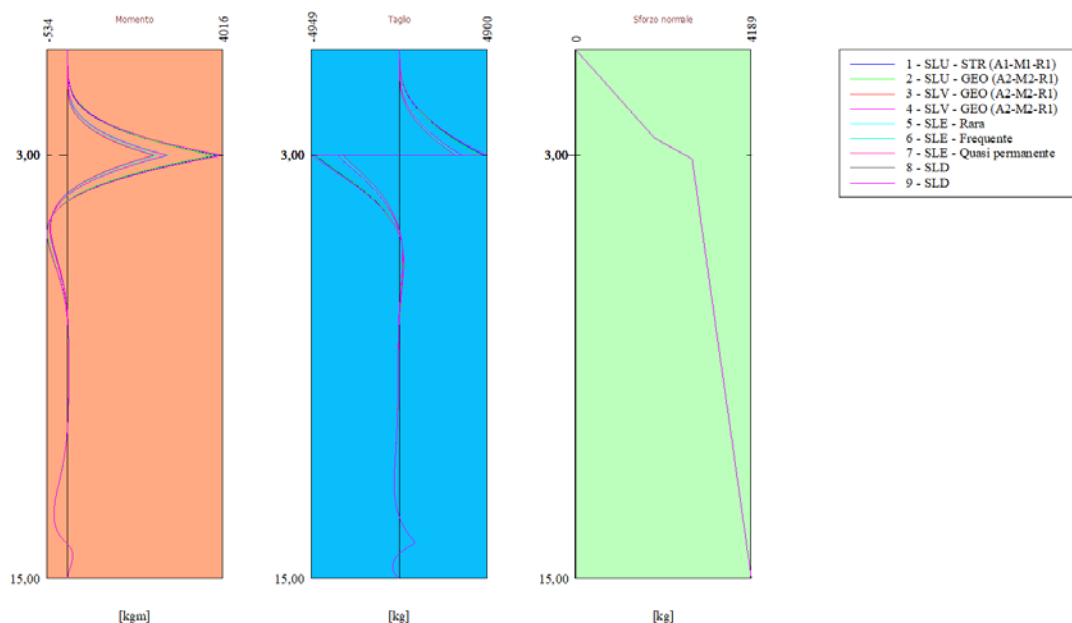 Momento
-534
4016
3,00
15,00
[kgm]
Taglio
-4949
4900
3,00
15,00
[kg]
Sforzo normale
0
4189
3,00
15,00
[kg]
1 - SLU - STR (A1-M1-R1)
2 - SLU - GEO (A2-M2-R1)
3 - SLV - GEO (A2-M2-R1)
4 - SLV - GEO (A2-M2-R1)
5 - SLE - Rara
6 - SLE - Frequente
7 - SLE - Quasi permanente
8 - SLD
9 - SLD